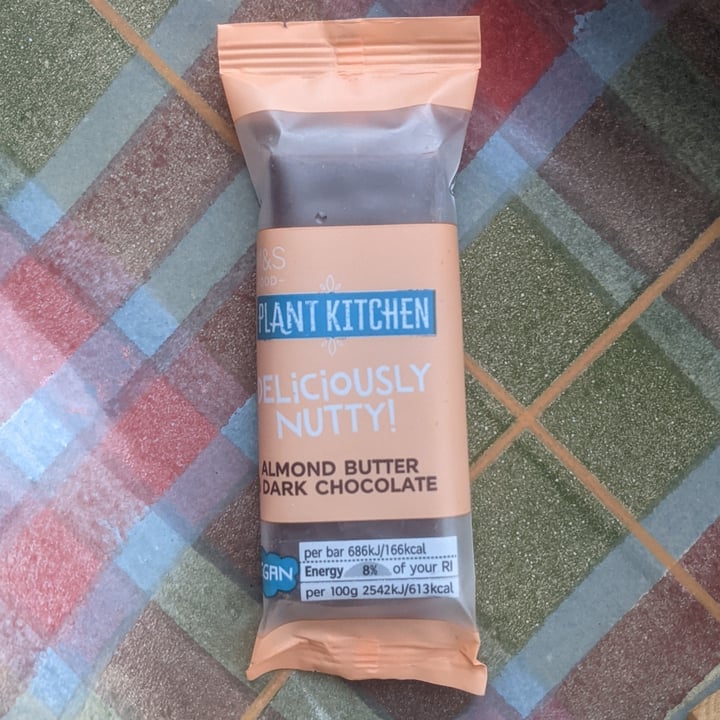 &S
PLANT KITCHEN
DELiCiOUSLY
NUTTY!
ALMOND BUTTER
DARK CHOCOLATE
per bar 686kJ/166kcal
Energy 8% of your RI
per 100g 2542kJ/613kcal